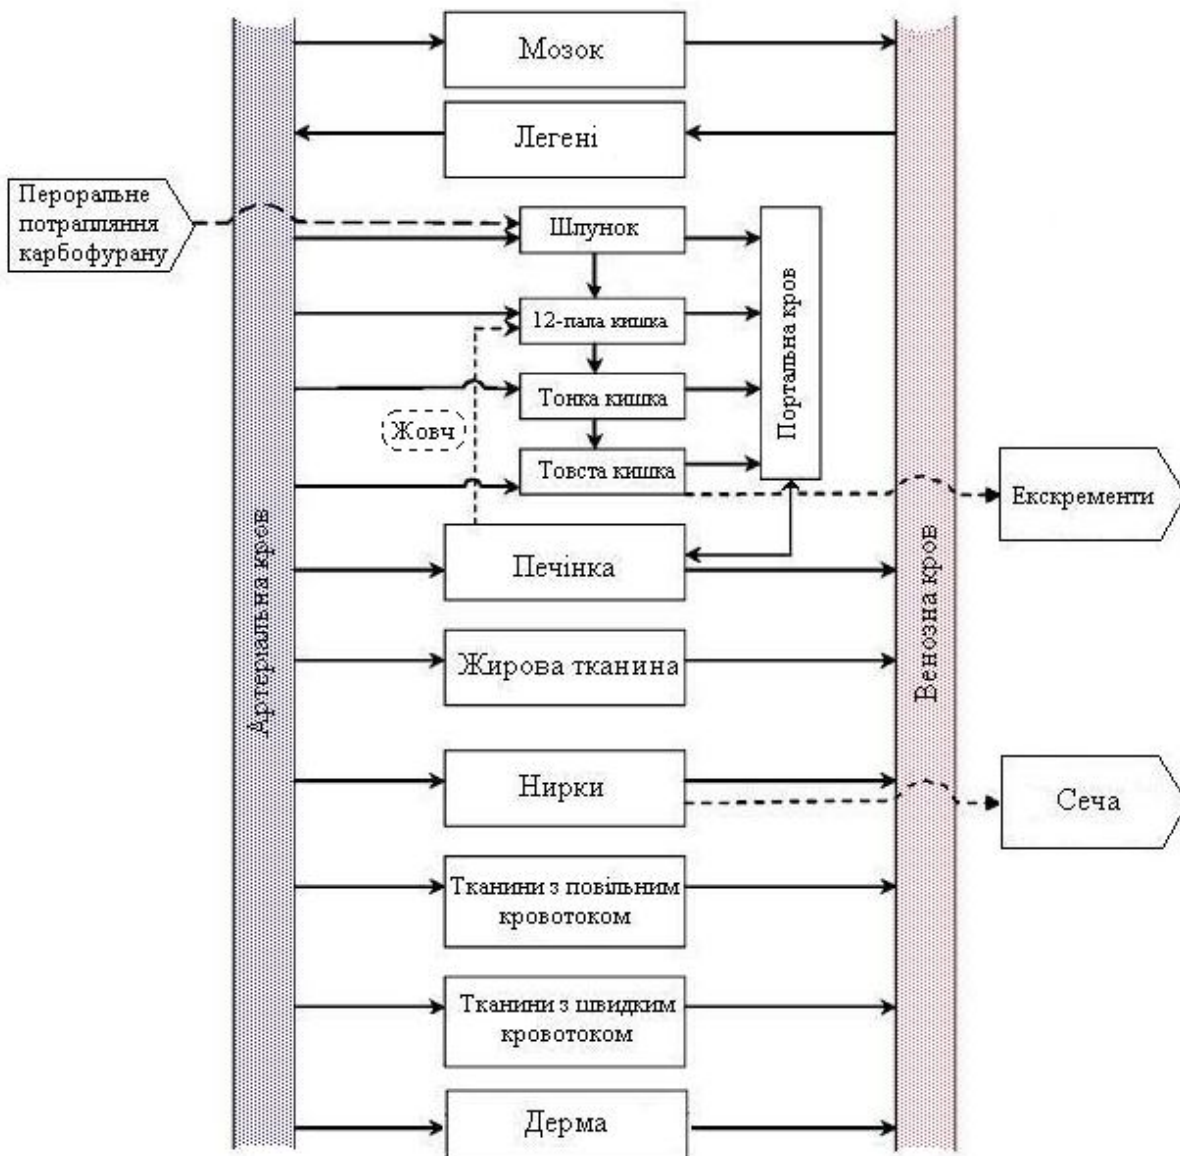 Мозок
Легені
Пероральне
потрапляння
карбофурану
Шлунок
12-пала кишка
Тонка кишка
Товста кишка
Портальна кров
Жовч
Екскременти
Печінка
Артеріальна кров
Венозна кров
Жирова тканина
Нирки
Сеча
Тканини з повільним
кровотоком
Тканини з швидким
кровотоком
Дерма